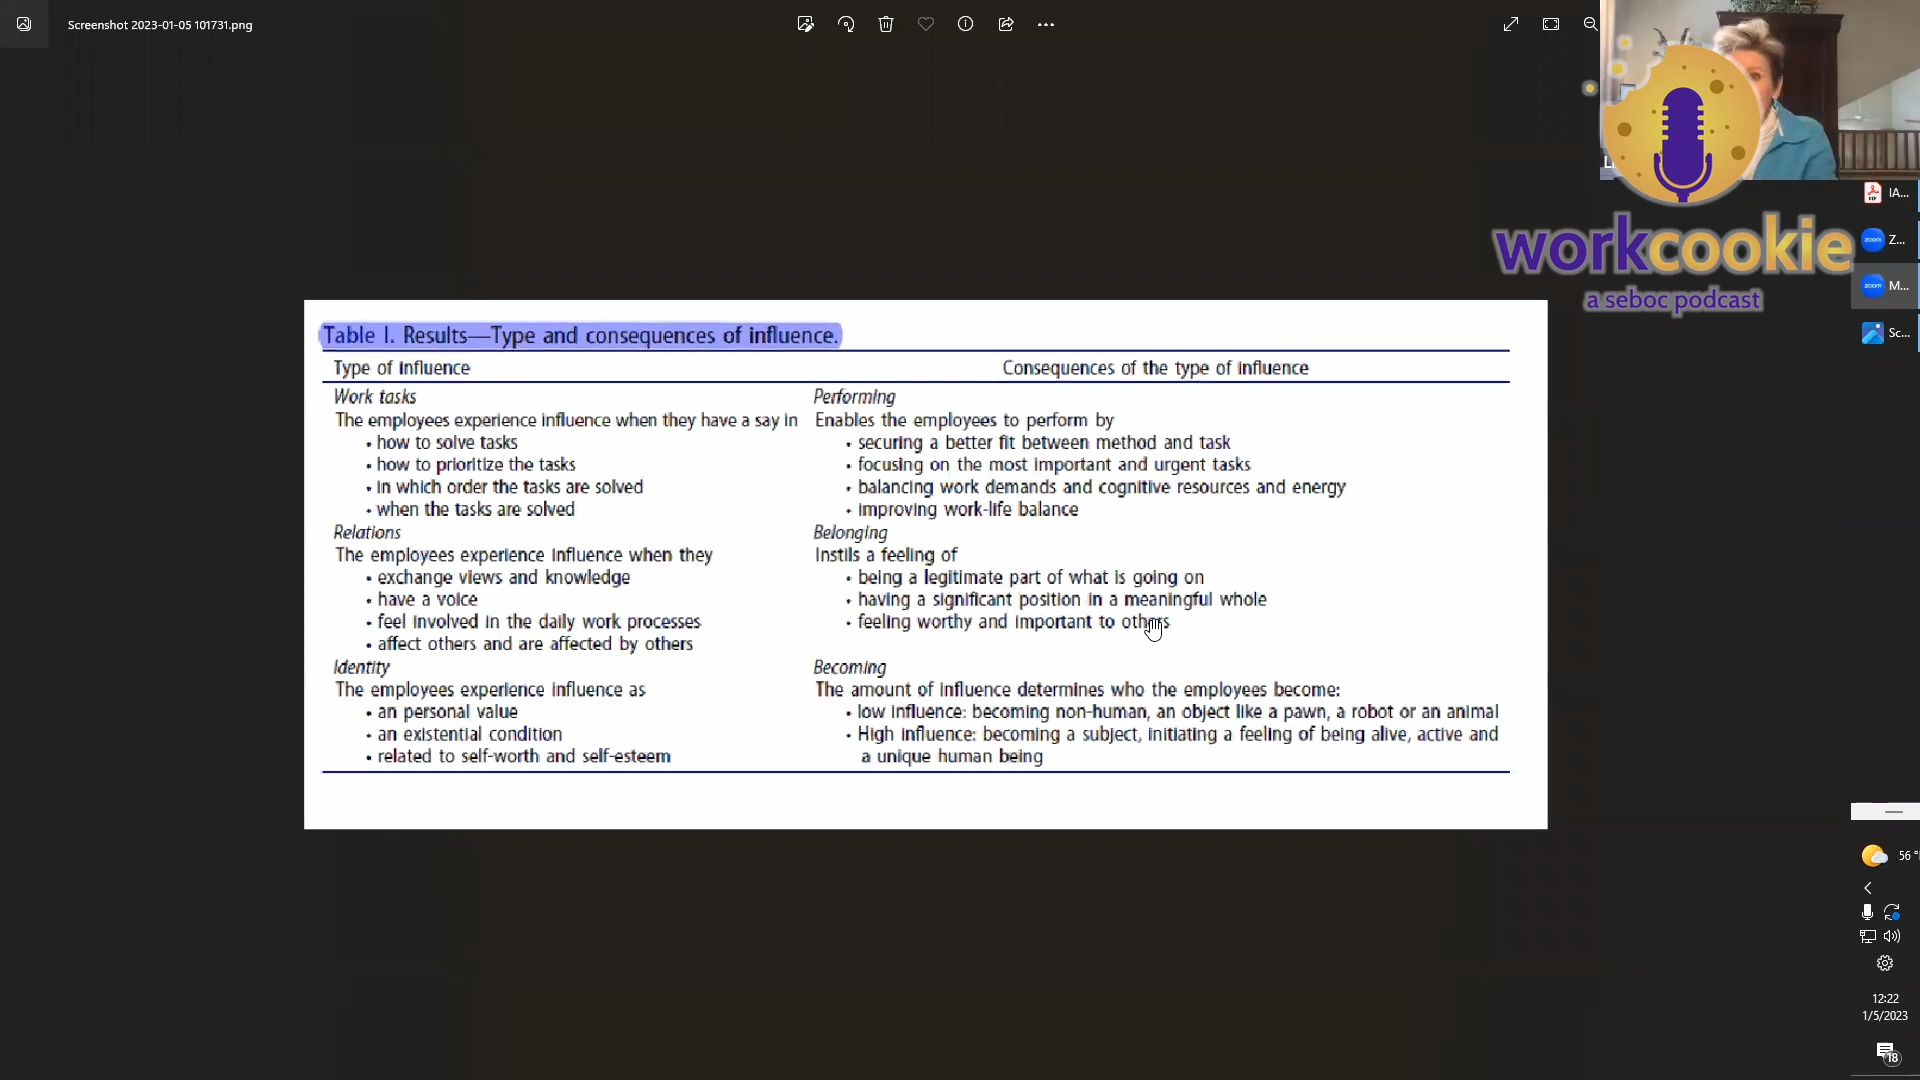 Screenshot 2023-01-05 101731.png
IA...
zoom Z...
workcookie
zoom M...
a seboc podcast
Sc...
Table I. Results—Type and consequences of influence.
Type of influence Consequences of the type of influence
Work tasks Performing
The employees experience influence when they have a say in Enables the employees to perform by
• how to solve tasks • securing a better fit between method and task
• how to prioritize the tasks • focusing on the most important and urgent tasks
• in which order the tasks are solved • balancing work demands and cognitive resources and energy
• when the tasks are solved • improving work-life balance
Relations Belonging
The employees experience influence when they Instils a feeling of
• exchange views and knowledge • being a legitimate part of what is going on
• have a voice • having a significant position in a meaningful whole
• feel involved in the daily work processes • feeling worthy and important to others
• affect others and are affected by others
Identity Becoming
The employees experience influence as The amount of influence determines who the employees become:
• an personal value • low influence: becoming non-human, an object like a pawn, a robot or an animal
• an existential condition • High influence: becoming a subject, initiating a feeling of being alive, active and
• related to self-worth and self-esteem a unique human being
56 °
12:22
1/5/2023
18